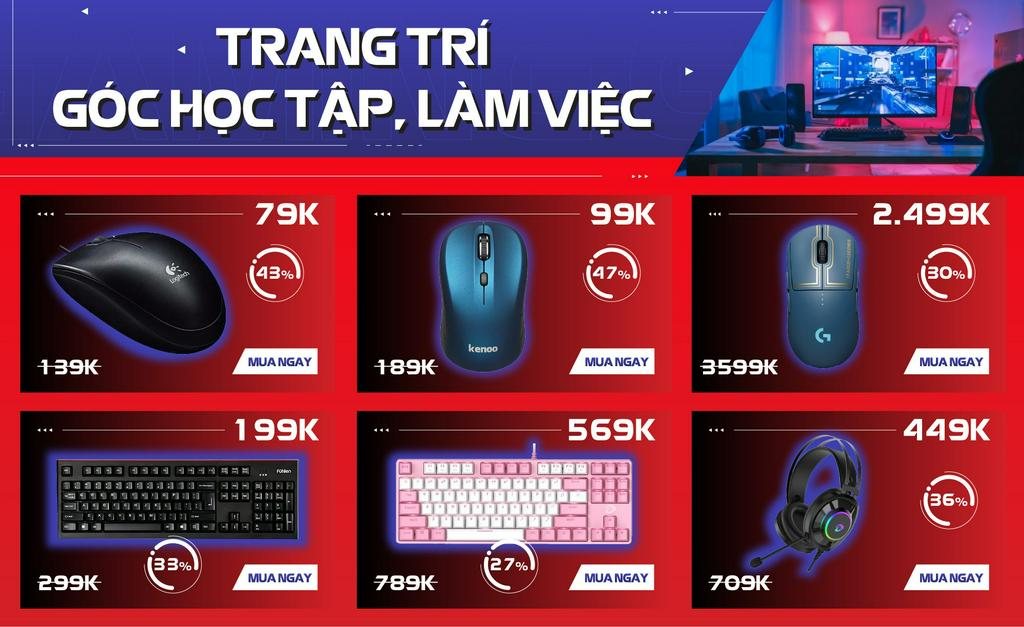 TRANG TRÍ
GÓC HỌC TẬP, LÀM VIỆC
79K
43%
Logitech
139K
MUA NGAY
99K
47%
kenoo
189K
MUA NGAY
2.499K
30%
G
3599K
MUA NGAY
199K
Fühlen
33%
299K
MUA NGAY
569K
27%
789K
MUA NGAY
449K
36%
709K
MUA NGAY